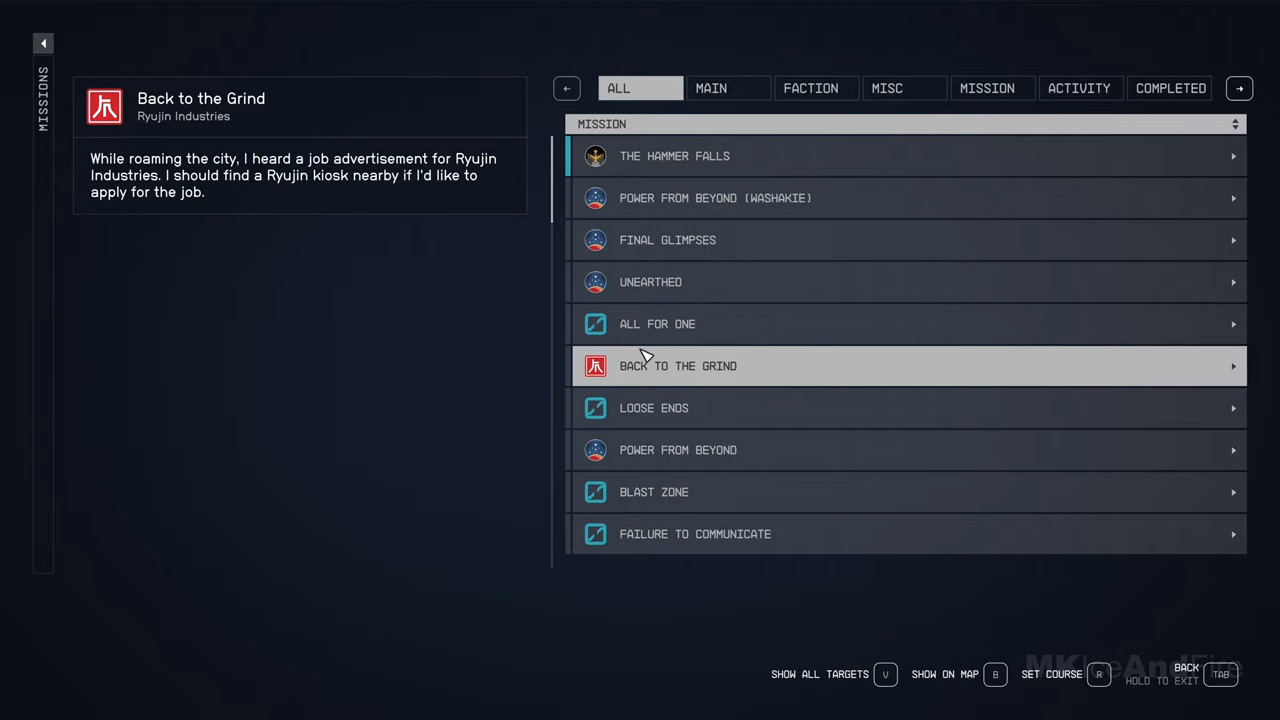 MISSIONS
Back to the Grind
Ryujin Industries
While roaming the city, I heard a job advertisement for Ryujin
Industries. I should find a Ryujin kiosk nearby if I'd like to
apply for the job.
ALL MAIN FACTION MISC MISSION ACTIVITY COMPLETED
MISSION
THE HAMMER FALLS
POWER FROM BEYOND (WASHAKIE)
FINAL GLIMPSES
UNEARTHED
ALL FOR ONE
BACK TO THE GRIND
LOOSE ENDS
POWER FROM BEYOND
BLAST ZONE
FAILURE TO COMMUNICATE
SHOW ALL TARGETS V SHOW ON MAP B SET COURSE R BACK TAB
HOLD TO EXIT
MKIceAndFire